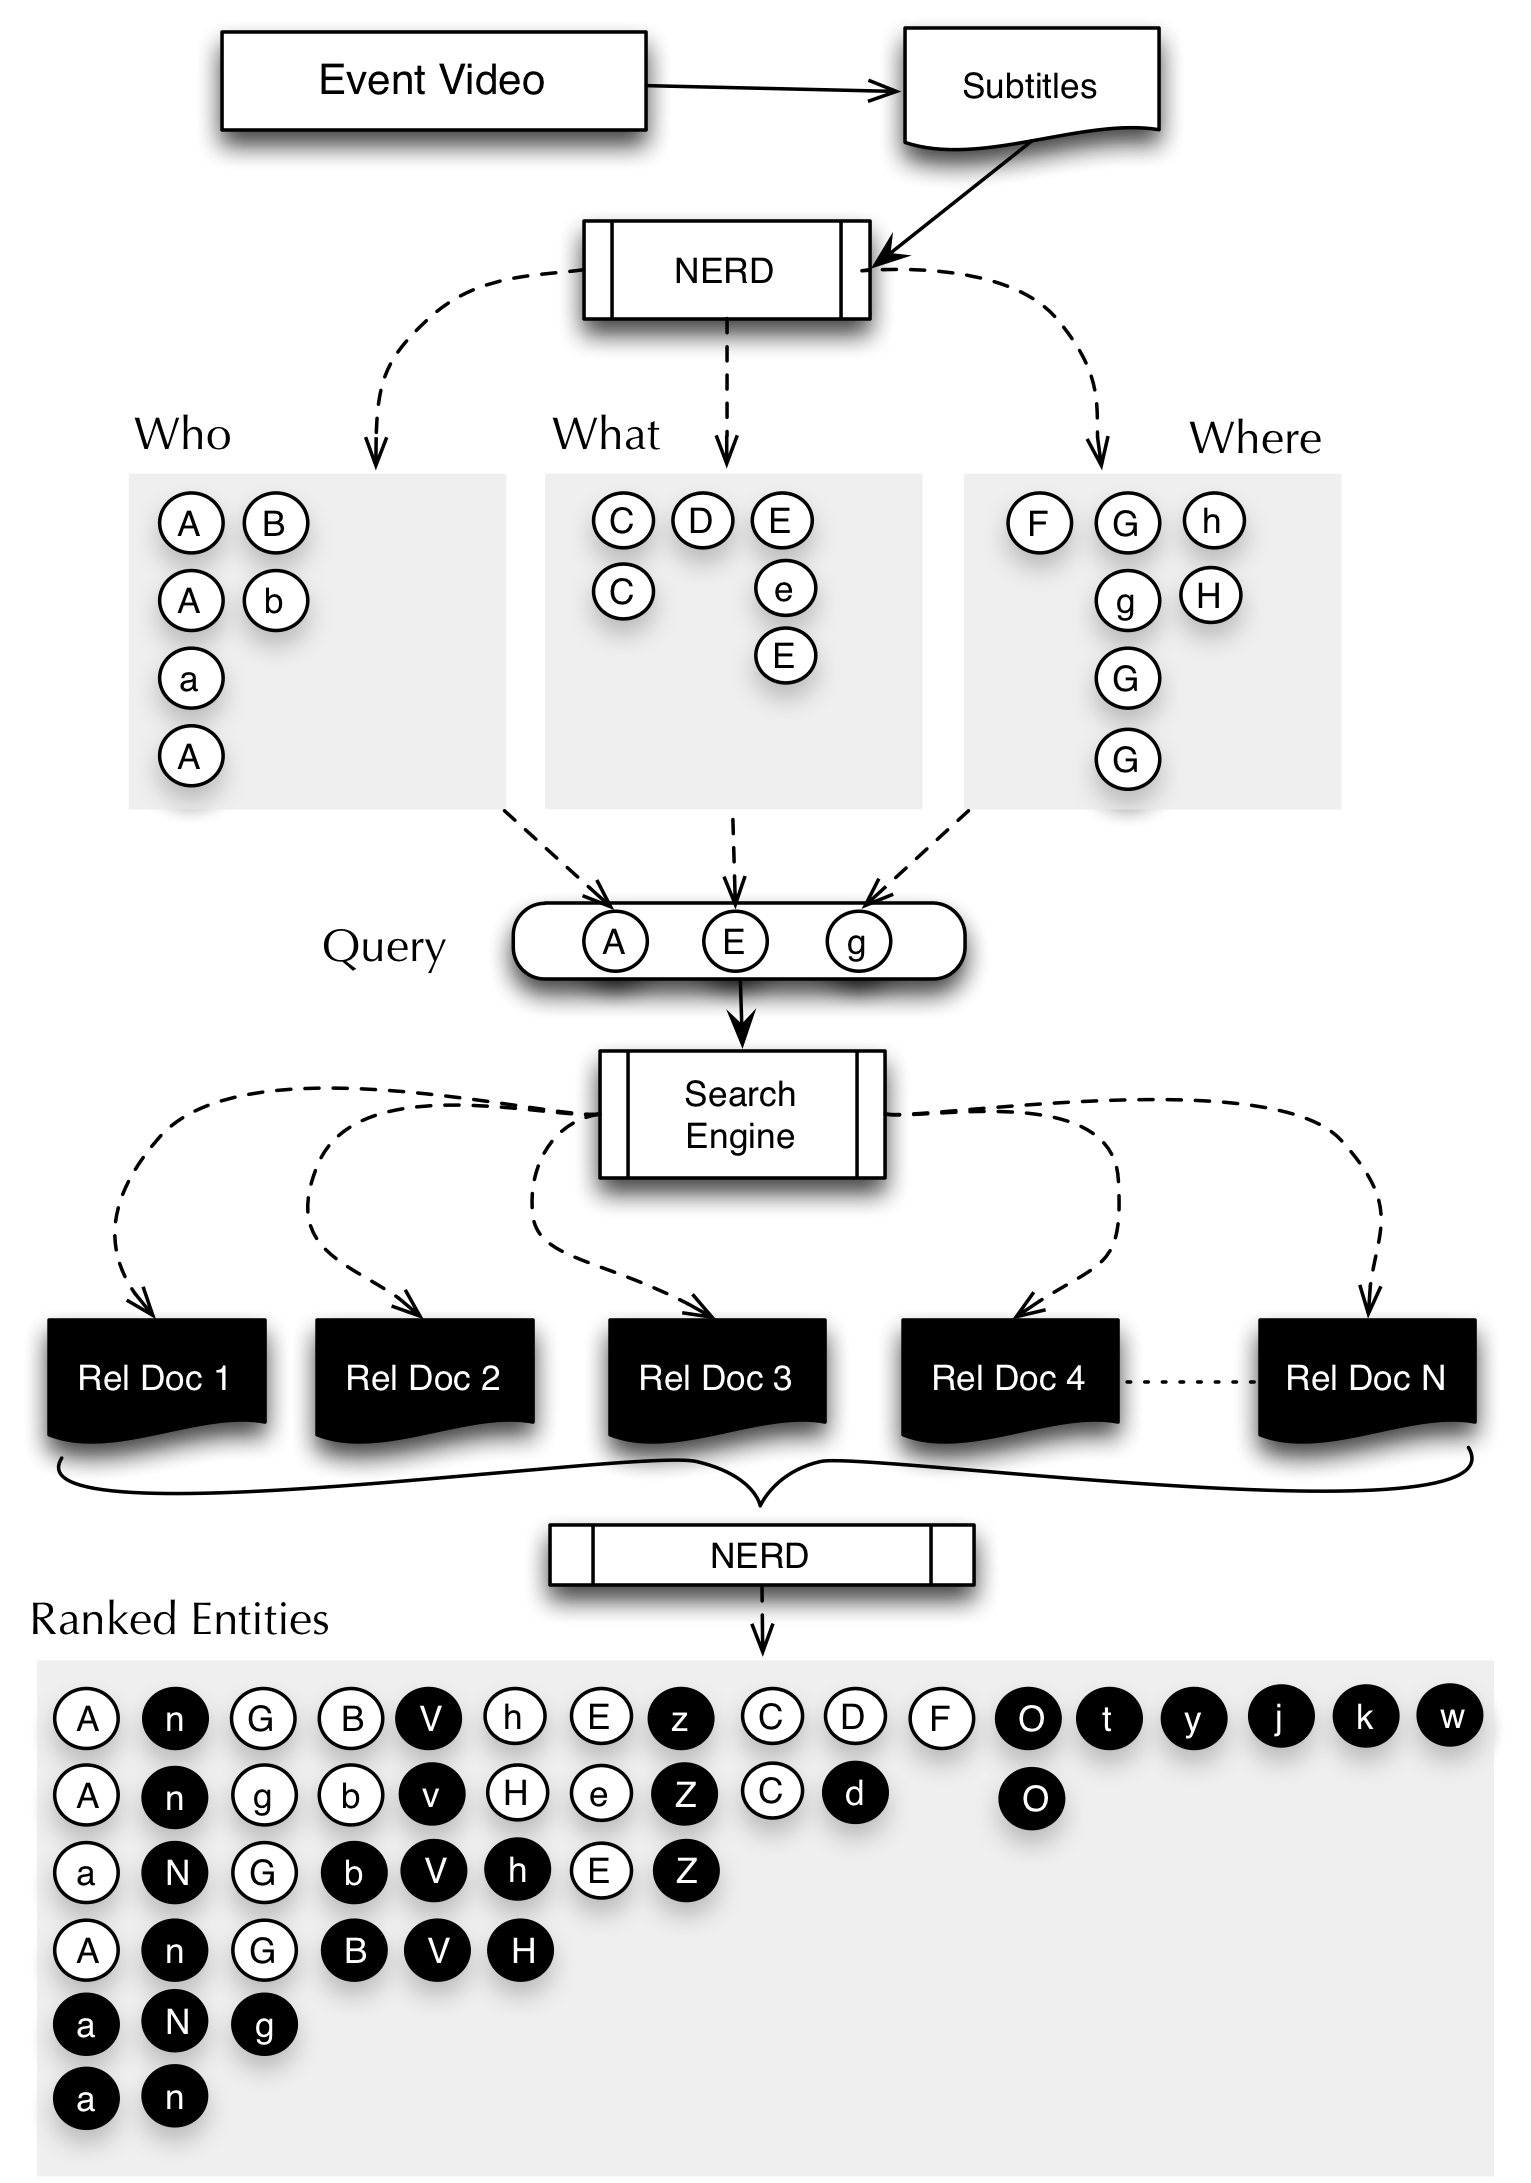 Event Video
Subtitles
NERD
Who
What
Where
A B
C D E
F G h
A b
C e
g H
a
E
G
A
G
Query
A E g
Search
Engine
Rel Doc 1
Rel Doc 2
Rel Doc 3
Rel Doc 4
Rel Doc N
NERD
Ranked Entities
A n G B V h E z C D F O t y j k w
A n g b v H e Z C d O
a N G b V h E Z
A n G B V H
a N g
a n